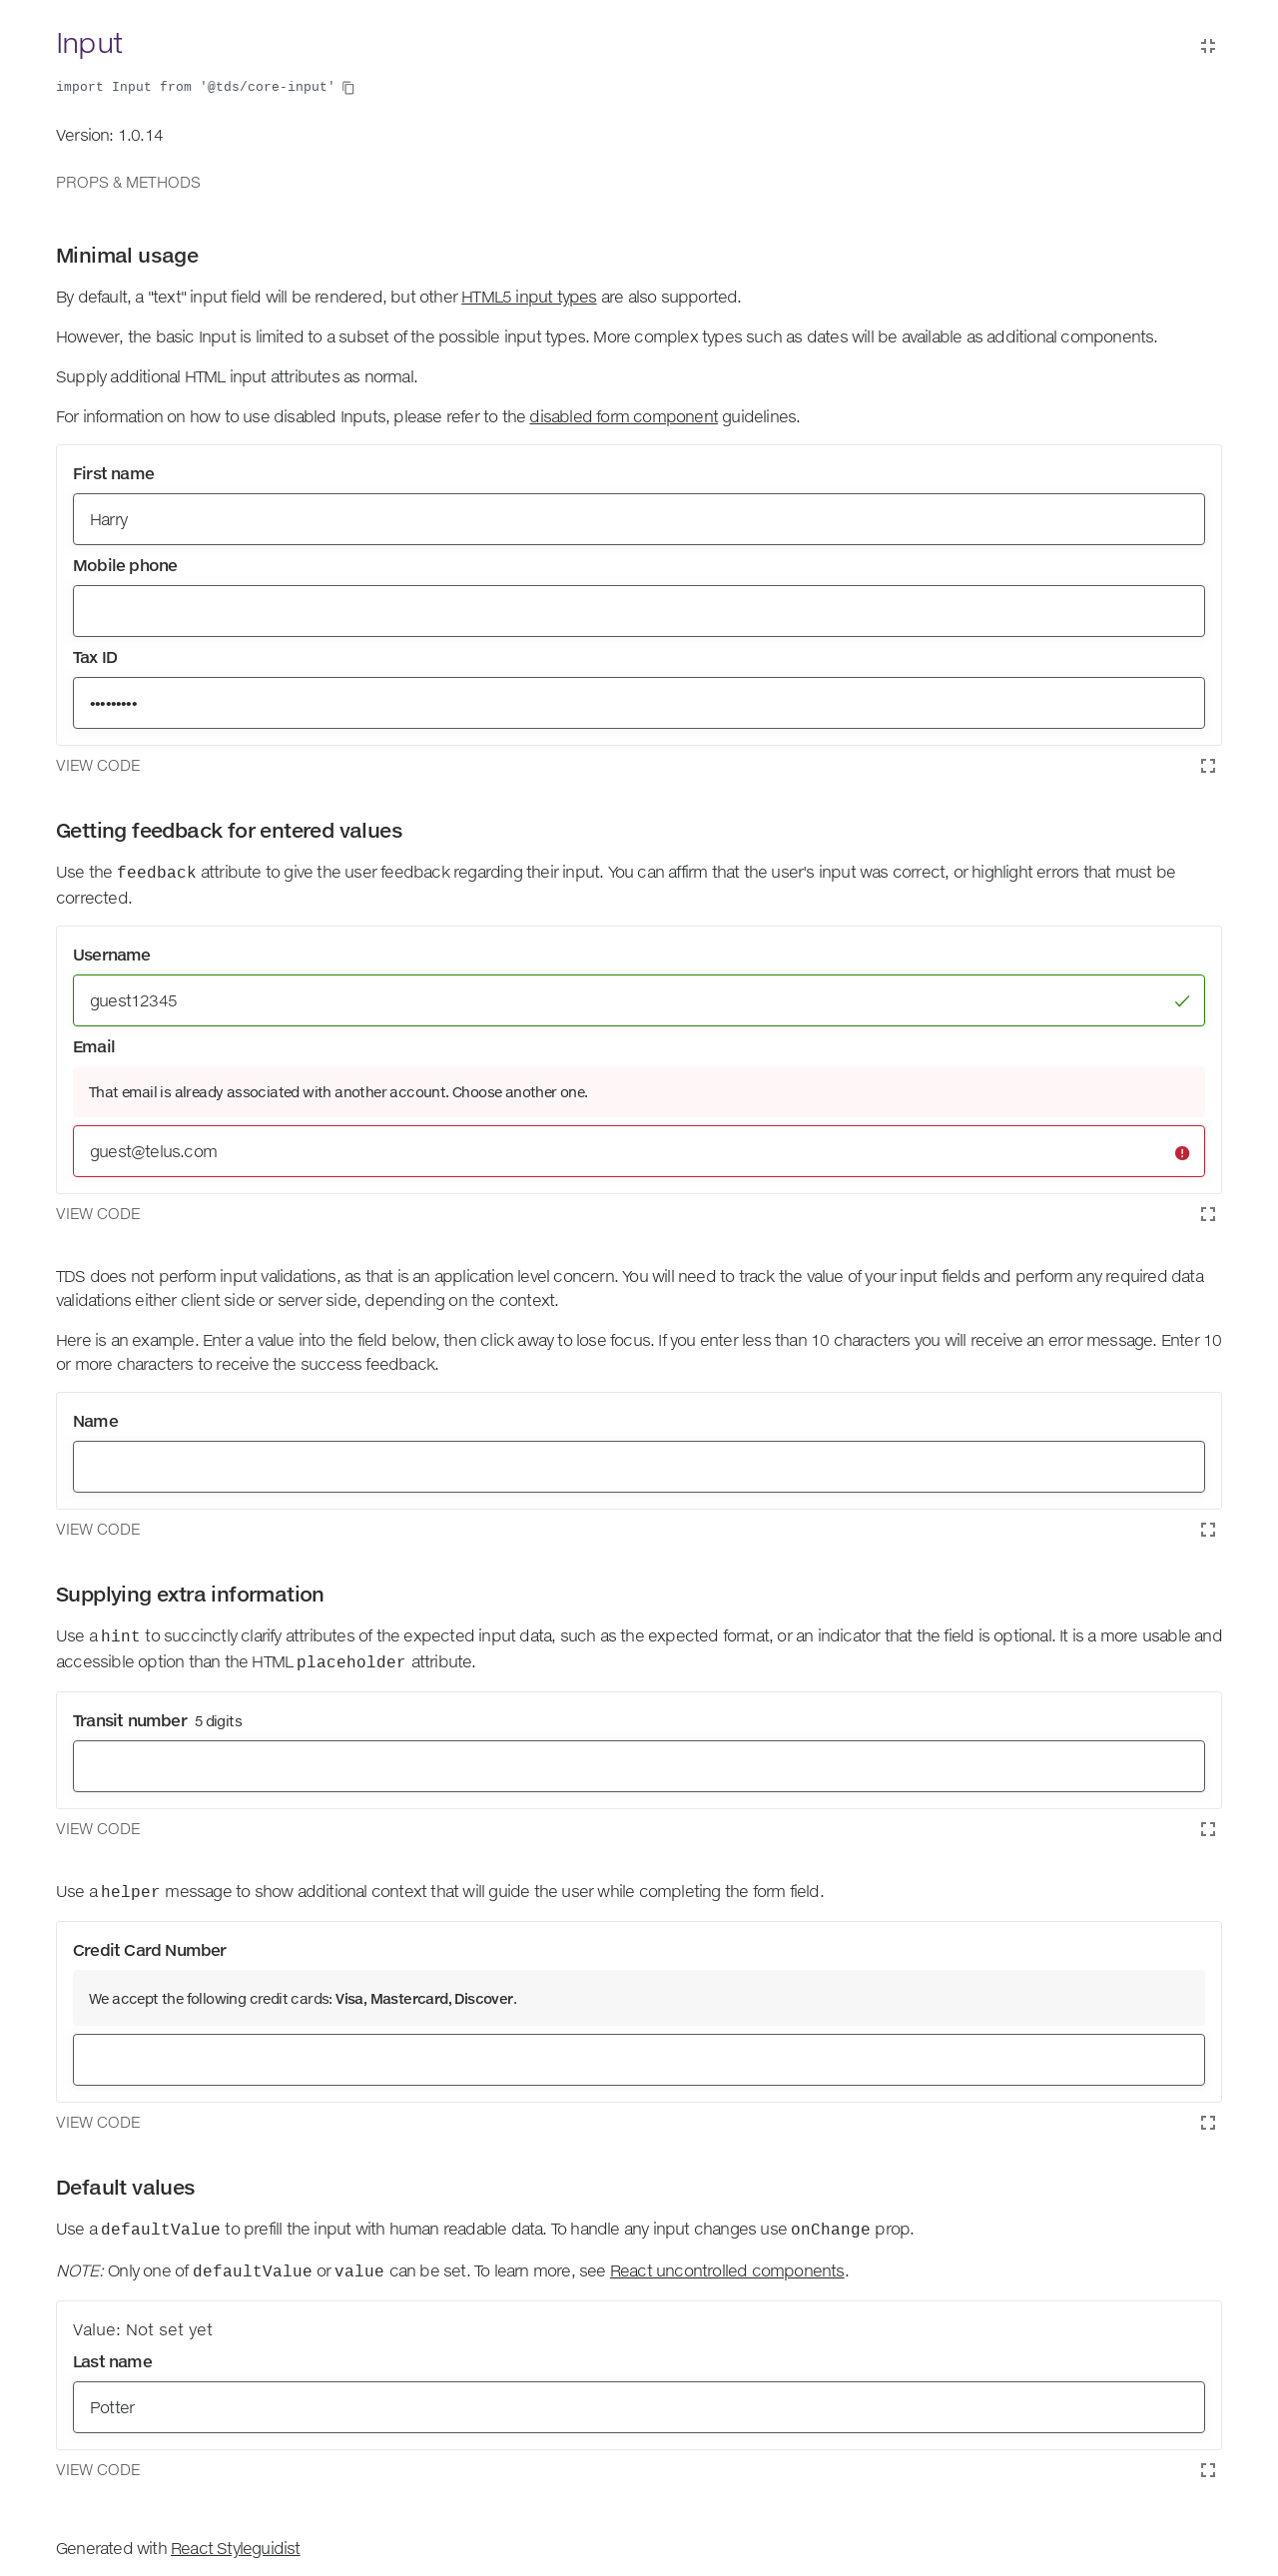 Input
import Input from '@tds/core-input'
Version: 1.0.14
PROPS & METHODS
Minimal usage
By default, a "text" input field will be rendered, but other HTML5 input types are also supported.
However, the basic Input is limited to a subset of the possible input types. More complex types such as dates will be available as additional components.
Supply additional HTML input attributes as normal.
For information on how to use disabled Inputs, please refer to the disabled form component guidelines.
First name
Harry
Mobile phone
Tax ID
•••••••••
VIEW CODE
Getting feedback for entered values
Use the feedback attribute to give the user feedback regarding their input. You can affirm that the user's input was correct, or highlight errors that must be
corrected.
Username
guest12345
Email
That email is already associated with another account. Choose another one.
guest@telus.com
VIEW CODE
TDS does not perform input validations, as that is an application level concern. You will need to track the value of your input fields and perform any required data
validations either client side or server side, depending on the context.
Here is an example. Enter a value into the field below, then click away to lose focus. If you enter less than 10 characters you will receive an error message. Enter 10
or more characters to receive the success feedback.
Name
VIEW CODE
Supplying extra information
Use a hint to succinctly clarify attributes of the expected input data, such as the expected format, or an indicator that the field is optional. It is a more usable and
accessible option than the HTML placeholder attribute.
Transit number 5 digits
VIEW CODE
Use a helper message to show additional context that will guide the user while completing the form field.
Credit Card Number
We accept the following credit cards: Visa, Mastercard, Discover.
VIEW CODE
Default values
Use a defaultValue to prefill the input with human readable data. To handle any input changes use onChange prop.
NOTE: Only one of defaultValue or value can be set. To learn more, see React uncontrolled components.
Value: Not set yet
Last name
Potter
VIEW CODE
Generated with React Styleguidist